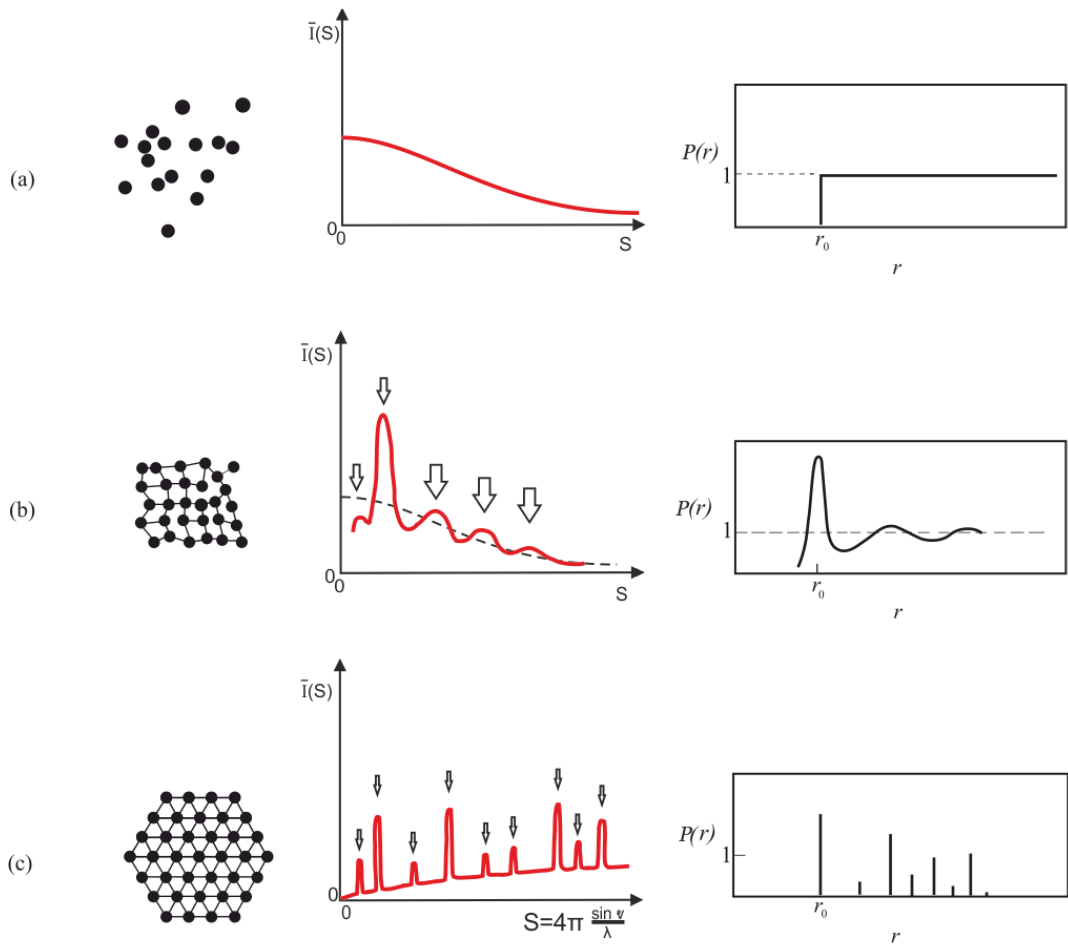 (a)
Ī(S)
0
0
S
P(r)
1
r₀
r
(b)
Ī(S)
0
S
P(r)
1
r₀
r
(c)
Ī(S)
0
0
S=4π sin / λ
P(r)
1
r₀
r